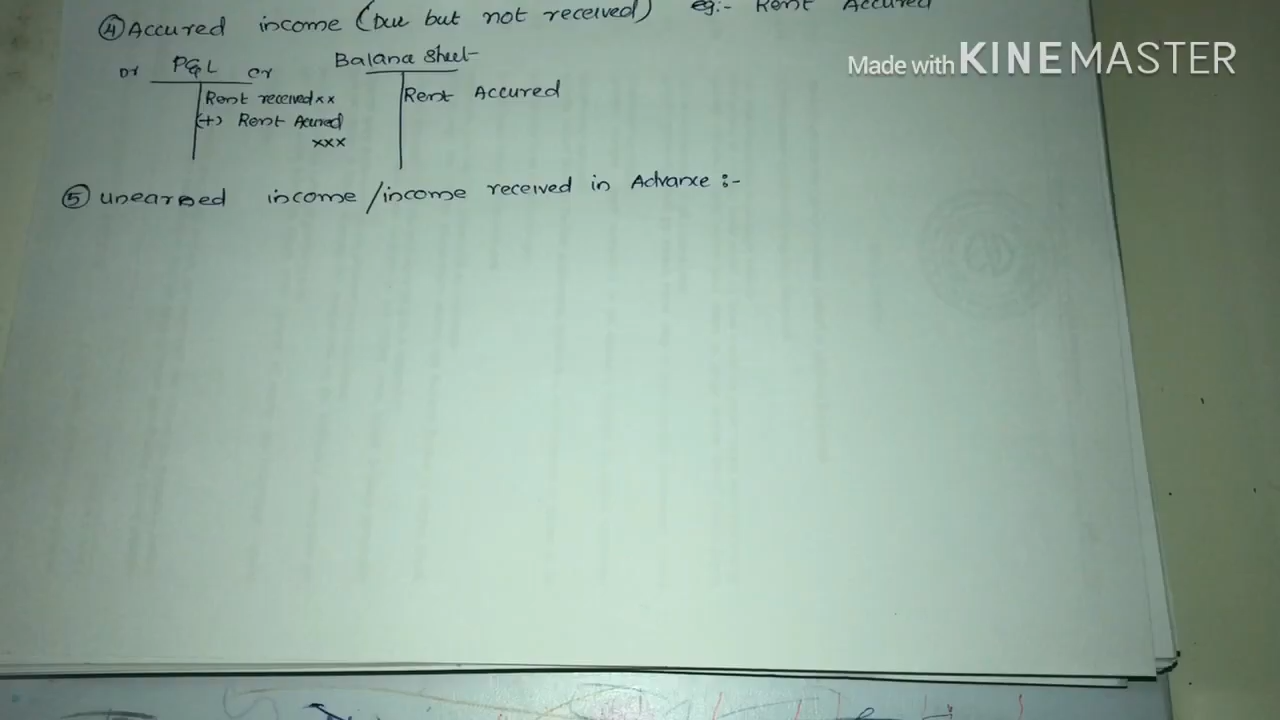 ④ Accured income (Due but not received) eg:- Rent Accured
Made with KINEMASTER
Dr P&L Cr Balance sheet
Rent received xx Rent Accured
(+) Rent Accured
xxx
⑤ unearned income/income received in Advance :-